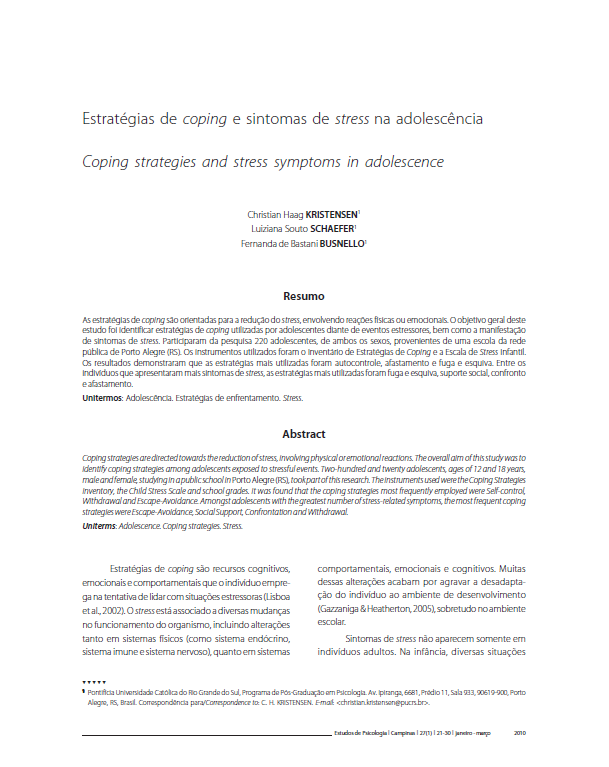 Estratégias de coping e sintomas de stress na adolescência
Coping strategies and stress symptoms in adolescence
Christian Haag KRISTENSEN¹
Luiziana Souto SCHAEFER¹
Fernanda de Bastani BUSNELLO¹
Resumo
As estratégias de coping são orientadas para a redução do stress, envolvendo reações físicas ou emocionais. O objetivo geral deste
estudo foi identificar estratégias de coping utilizadas por adolescentes diante de eventos estressores, bem como a manifestação
de sintomas de stress. Participaram da pesquisa 220 adolescentes, de ambos os sexos, provenientes de uma escola da rede
pública de Porto Alegre (RS). Os instrumentos utilizados foram o Inventário de Estratégias de Coping e a Escala de Stress Infantil.
Os resultados demonstraram que as estratégias mais utilizadas foram autocontrole, afastamento e fuga e esquiva. Entre os
indivíduos que apresentaram mais sintomas de stress, as estratégias mais utilizadas foram fuga e esquiva, suporte social, confronto
e afastamento.
Unitermos: Adolescência. Estratégias de enfrentamento. Stress.
Abstract
Coping strategies are directed towards the reduction of stress, involving physical or emotional reactions. The overall aim of this study was to
identify coping strategies among adolescents exposed to stressful events. Two-hundred and twenty adolescents, ages of 12 and 18 years,
male and female, studying in a public school in Porto Alegre (RS), took part of this research. The instruments used were the Coping Strategies
Inventory, the Child Stress Scale and school grades. It was found that the coping strategies most frequently employed were Self-control,
Withdrawal and Escape-Avoidance. Amongst adolescents with the greatest number of stress-related symptoms, the most frequent coping
strategies were Escape-Avoidance, Social Support, Confrontation and Withdrawal.
Uniterms: Adolescence. Coping strategies. Stress.
Estratégias de coping são recursos cognitivos,
emocionais e comportamentais que o indivíduo empre-
ga na tentativa de lidar com situações estressoras (Lisboa
et al., 2002). O stress está associado a diversas mudanças
no funcionamento do organismo, incluindo alterações
tanto em sistemas físicos (como sistema endócrino,
sistema imune e sistema nervoso), quanto em sistemas
comportamentais, emocionais e cognitivos. Muitas
dessas alterações acabam por agravar a desadapta-
ção do indivíduo ao ambiente de desenvolvimento
(Gazzaniga & Heatherton, 2005), sobretudo no ambiente
escolar.
Sintomas de stress não aparecem somente em
indivíduos adultos. Na infância, diversas situações
¹ Pontifícia Universidade Católica do Rio Grande do Sul, Programa de Pós-Graduação em Psicologia. Av. Ipiranga, 6681, Prédio 11, Sala 933, 90619-900, Porto
Alegre, RS, Brasil. Correspondência para/Correspondence to: C. H. KRISTENSEN. E-mail: <christian.kristensen@pucrs.br>.
Estudos de Psicologia | Campinas | 27(1) | 21-30 | janeiro - março 2010